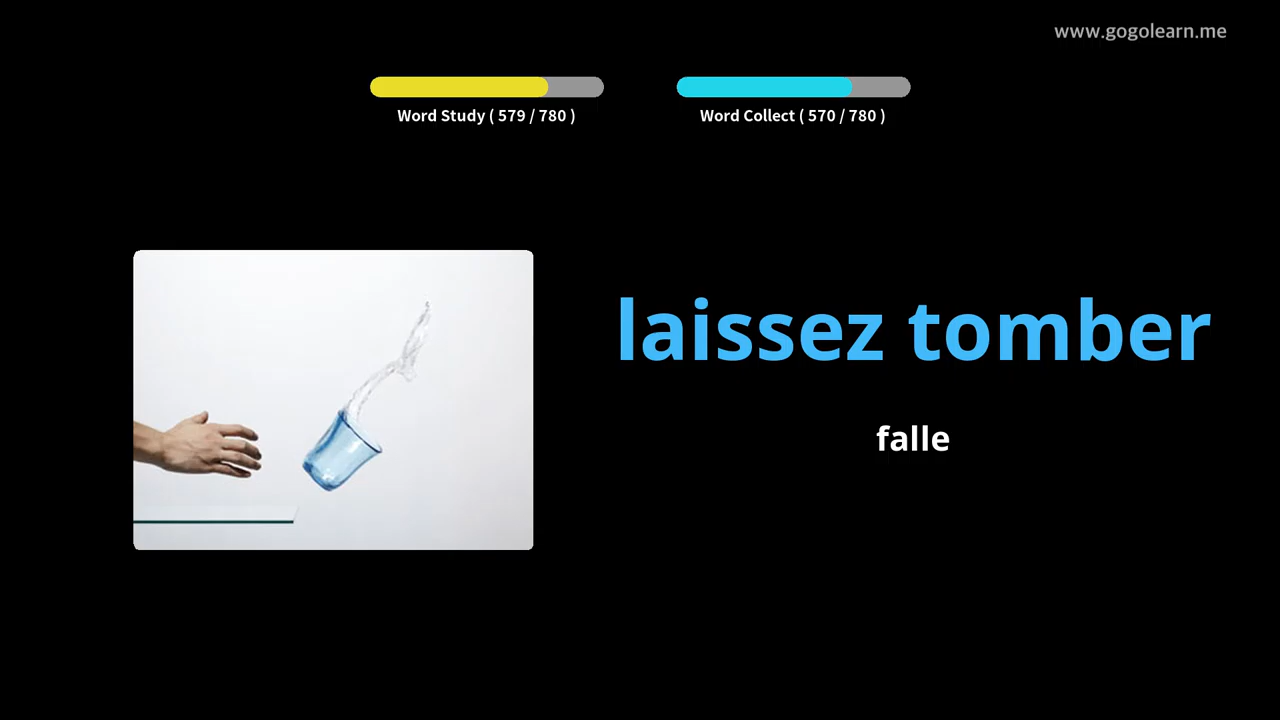 www.gogolearn.me
Word Study ( 579 / 780 )
Word Collect ( 570 / 780 )
laissez tomber
falle